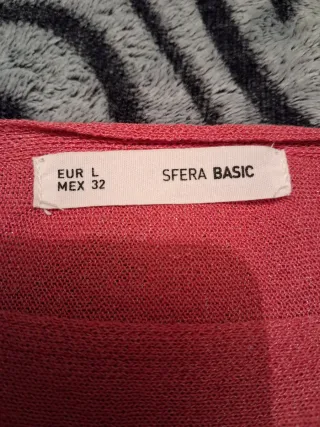 EUR L
MEX 32
SFERA BASIC